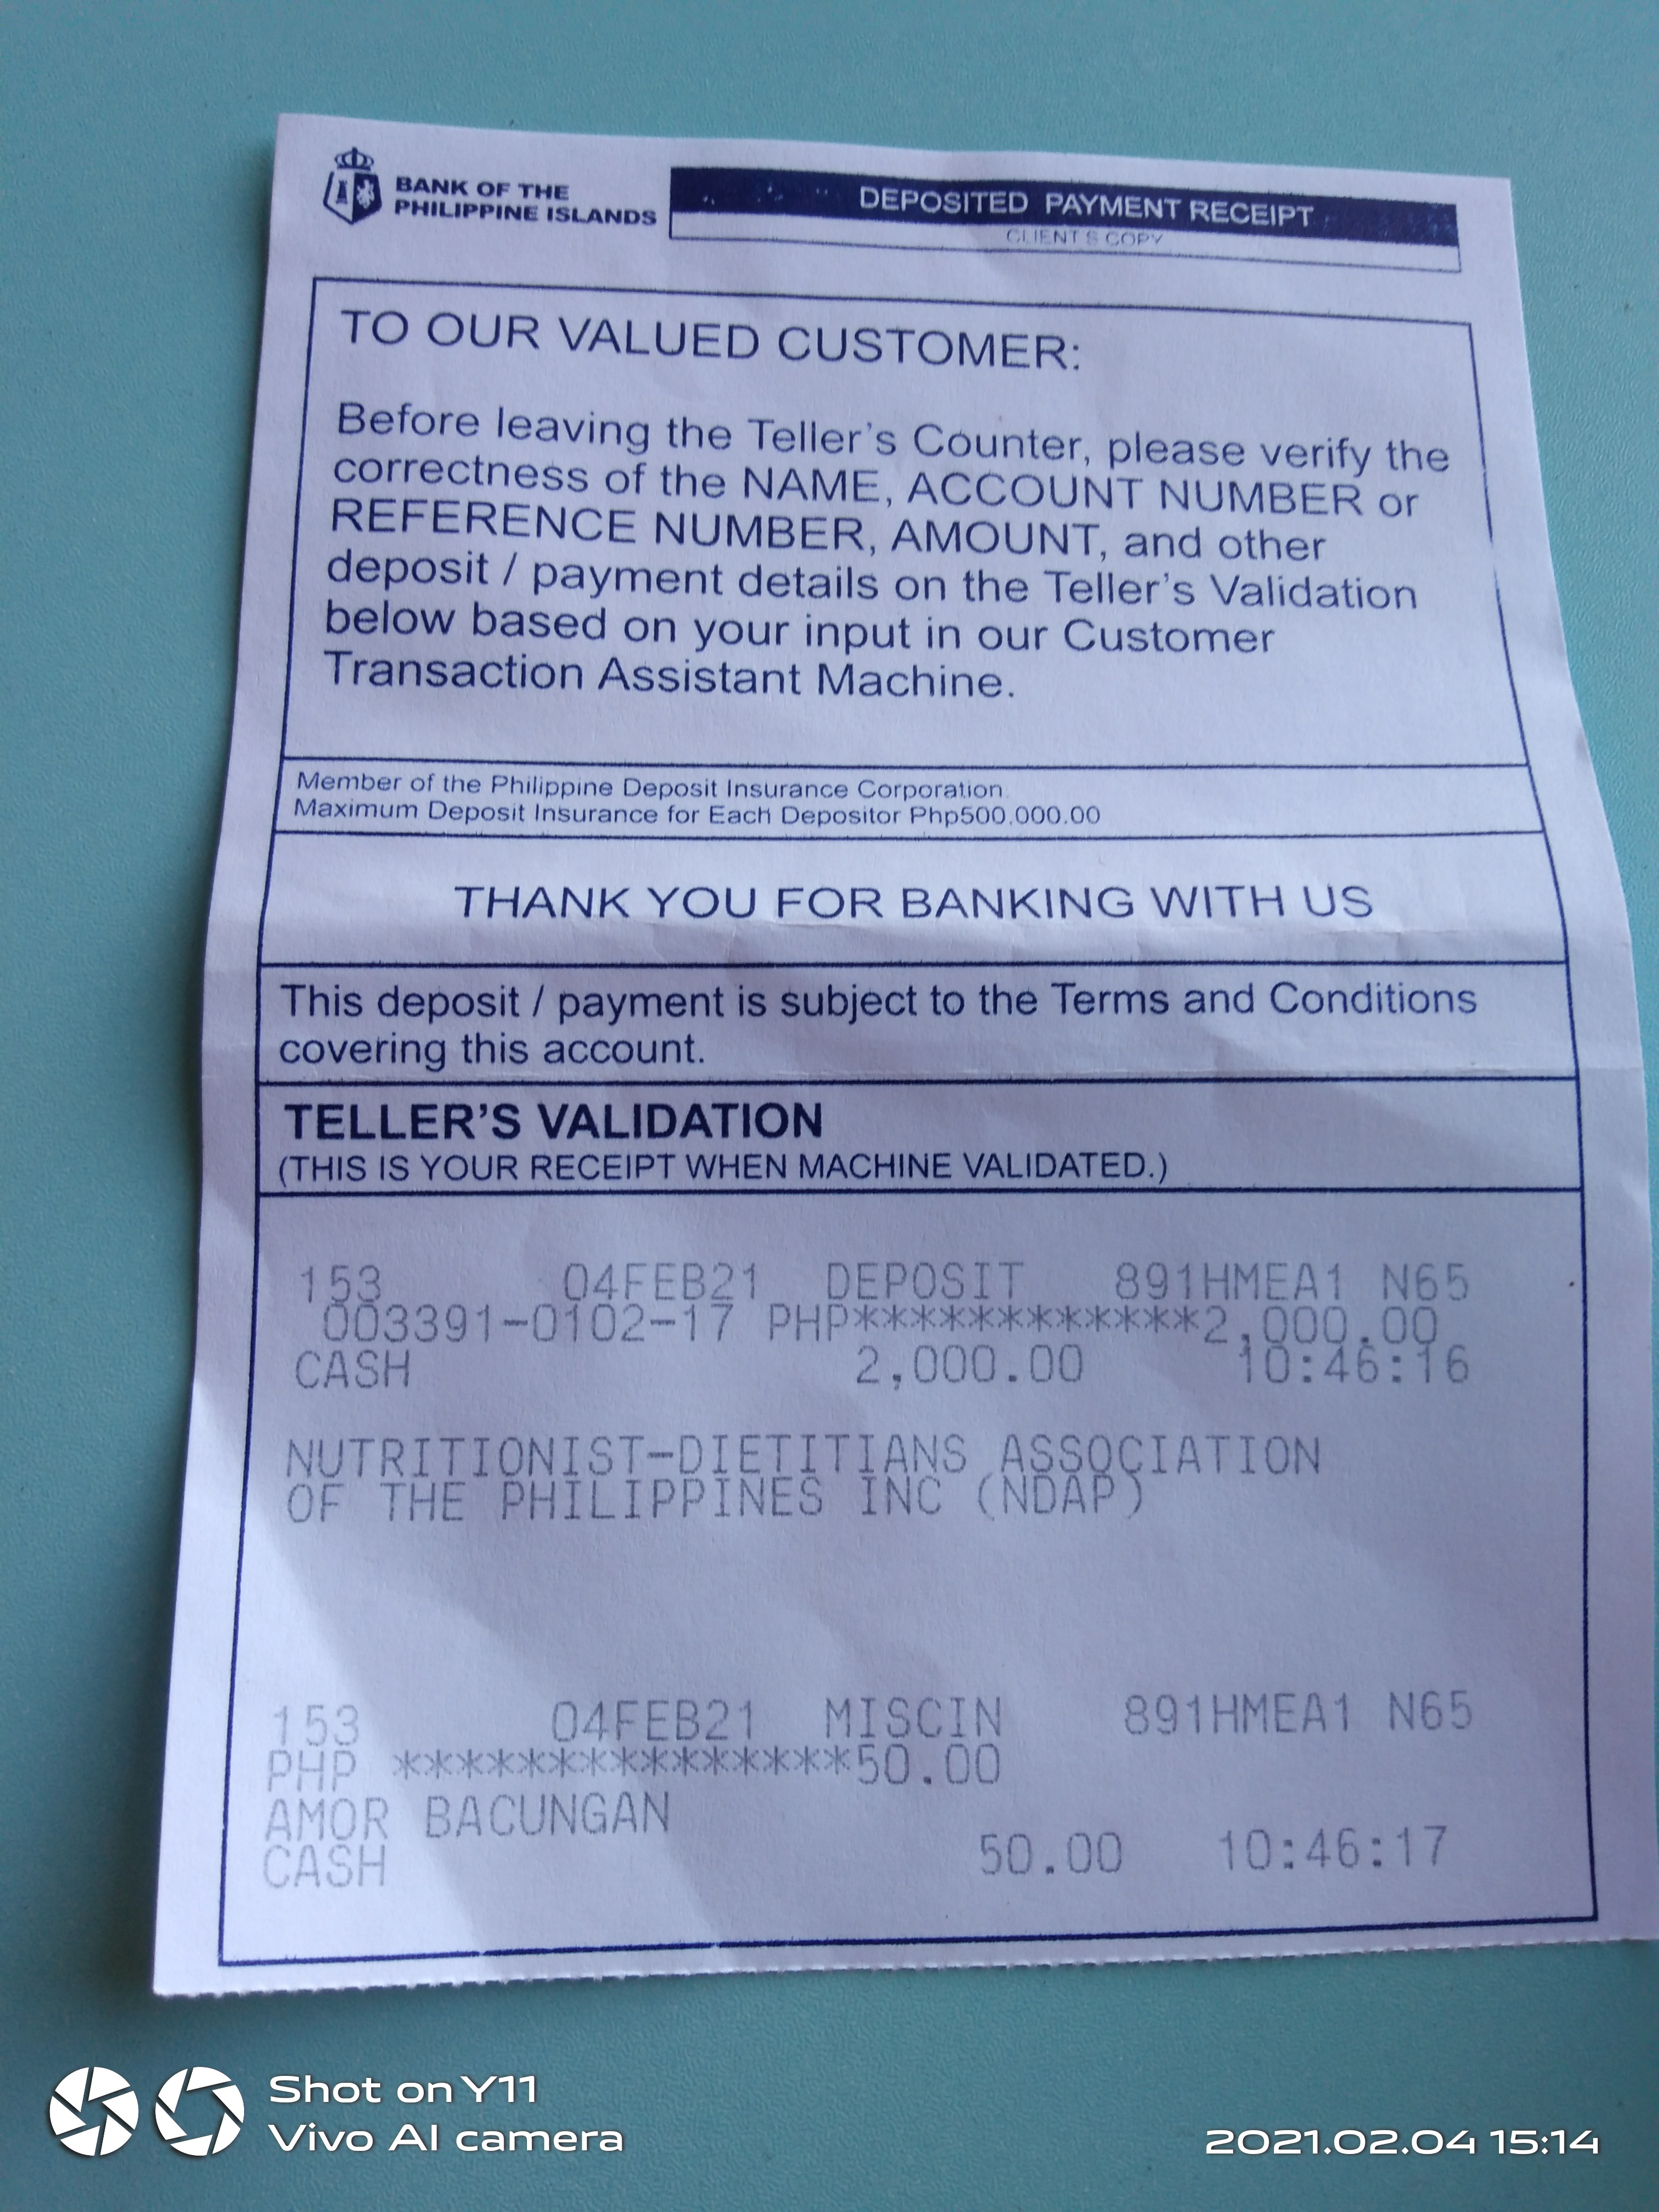 BANK OF THE
PHILIPPINE ISLANDS
DEPOSITED PAYMENT RECEIPT
CLIENT S COPY
TO OUR VALUED CUSTOMER:
Before leaving the Teller's Counter, please verify the
correctness of the NAME, ACCOUNT NUMBER or
REFERENCE NUMBER, AMOUNT, and other
deposit / payment details on the Teller's Validation
below based on your input in our Customer
Transaction Assistant Machine.
Member of the Philippine Deposit Insurance Corporation
Maximum Deposit Insurance for Each Depositor Php500,000.00
THANK YOU FOR BANKING WITH US
This deposit / payment is subject to the Terms and Conditions
covering this account.
TELLER'S VALIDATION
(THIS IS YOUR RECEIPT WHEN MACHINE VALIDATED.)
153 04FEB21 DEPOSIT 891HMEA1 N65
003391-0102-17 PHP*************2,000.00
CASH 2,000.00 10:46:16
NUTRITIONIST-DIETITIANS ASSOCIATION
OF THE PHILIPPINES INC (NDAP)
153 04FEB21 MISCIN 891HMEA1 N65
PHP ****************50.00
AMOR BACUNGAN
CASH 50.00 10:46:17
Shot on Y11
Vivo AI camera
2021.02.04 15:14